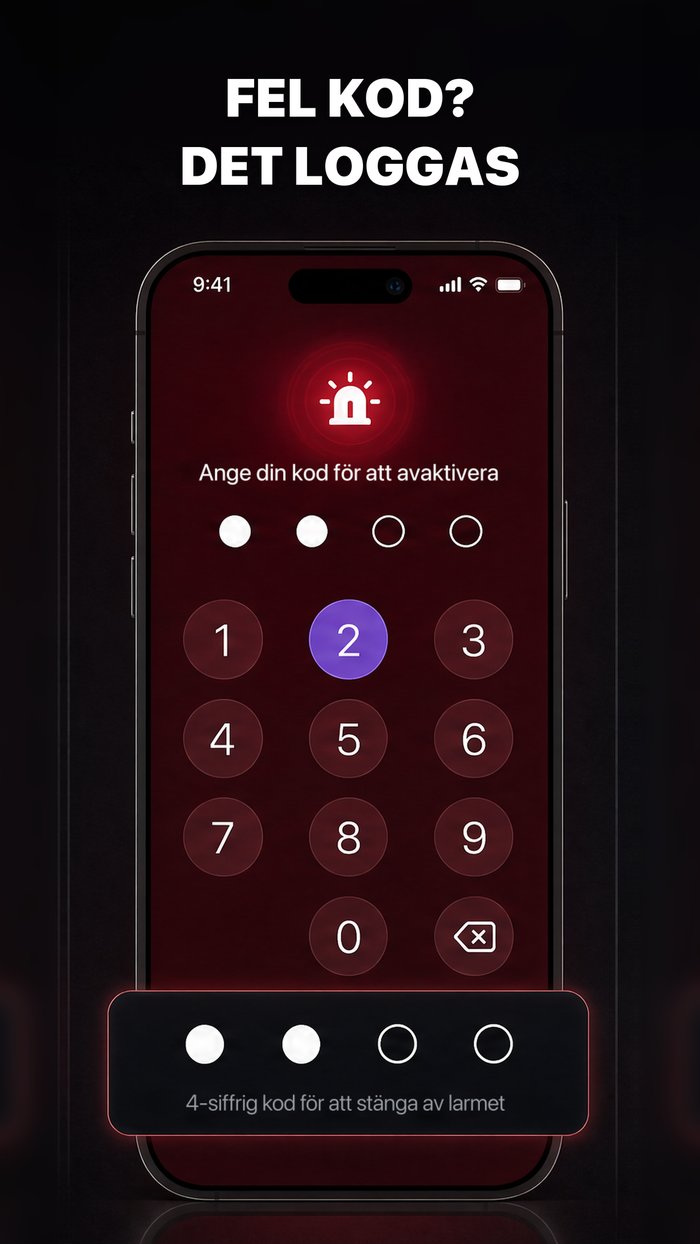 FEL KOD?
DET LOGGAS
9:41
Ange din kod för att avaktivera
1 2 3
4 5 6
7 8 9
0
4-siffrig kod för att stänga av larmet